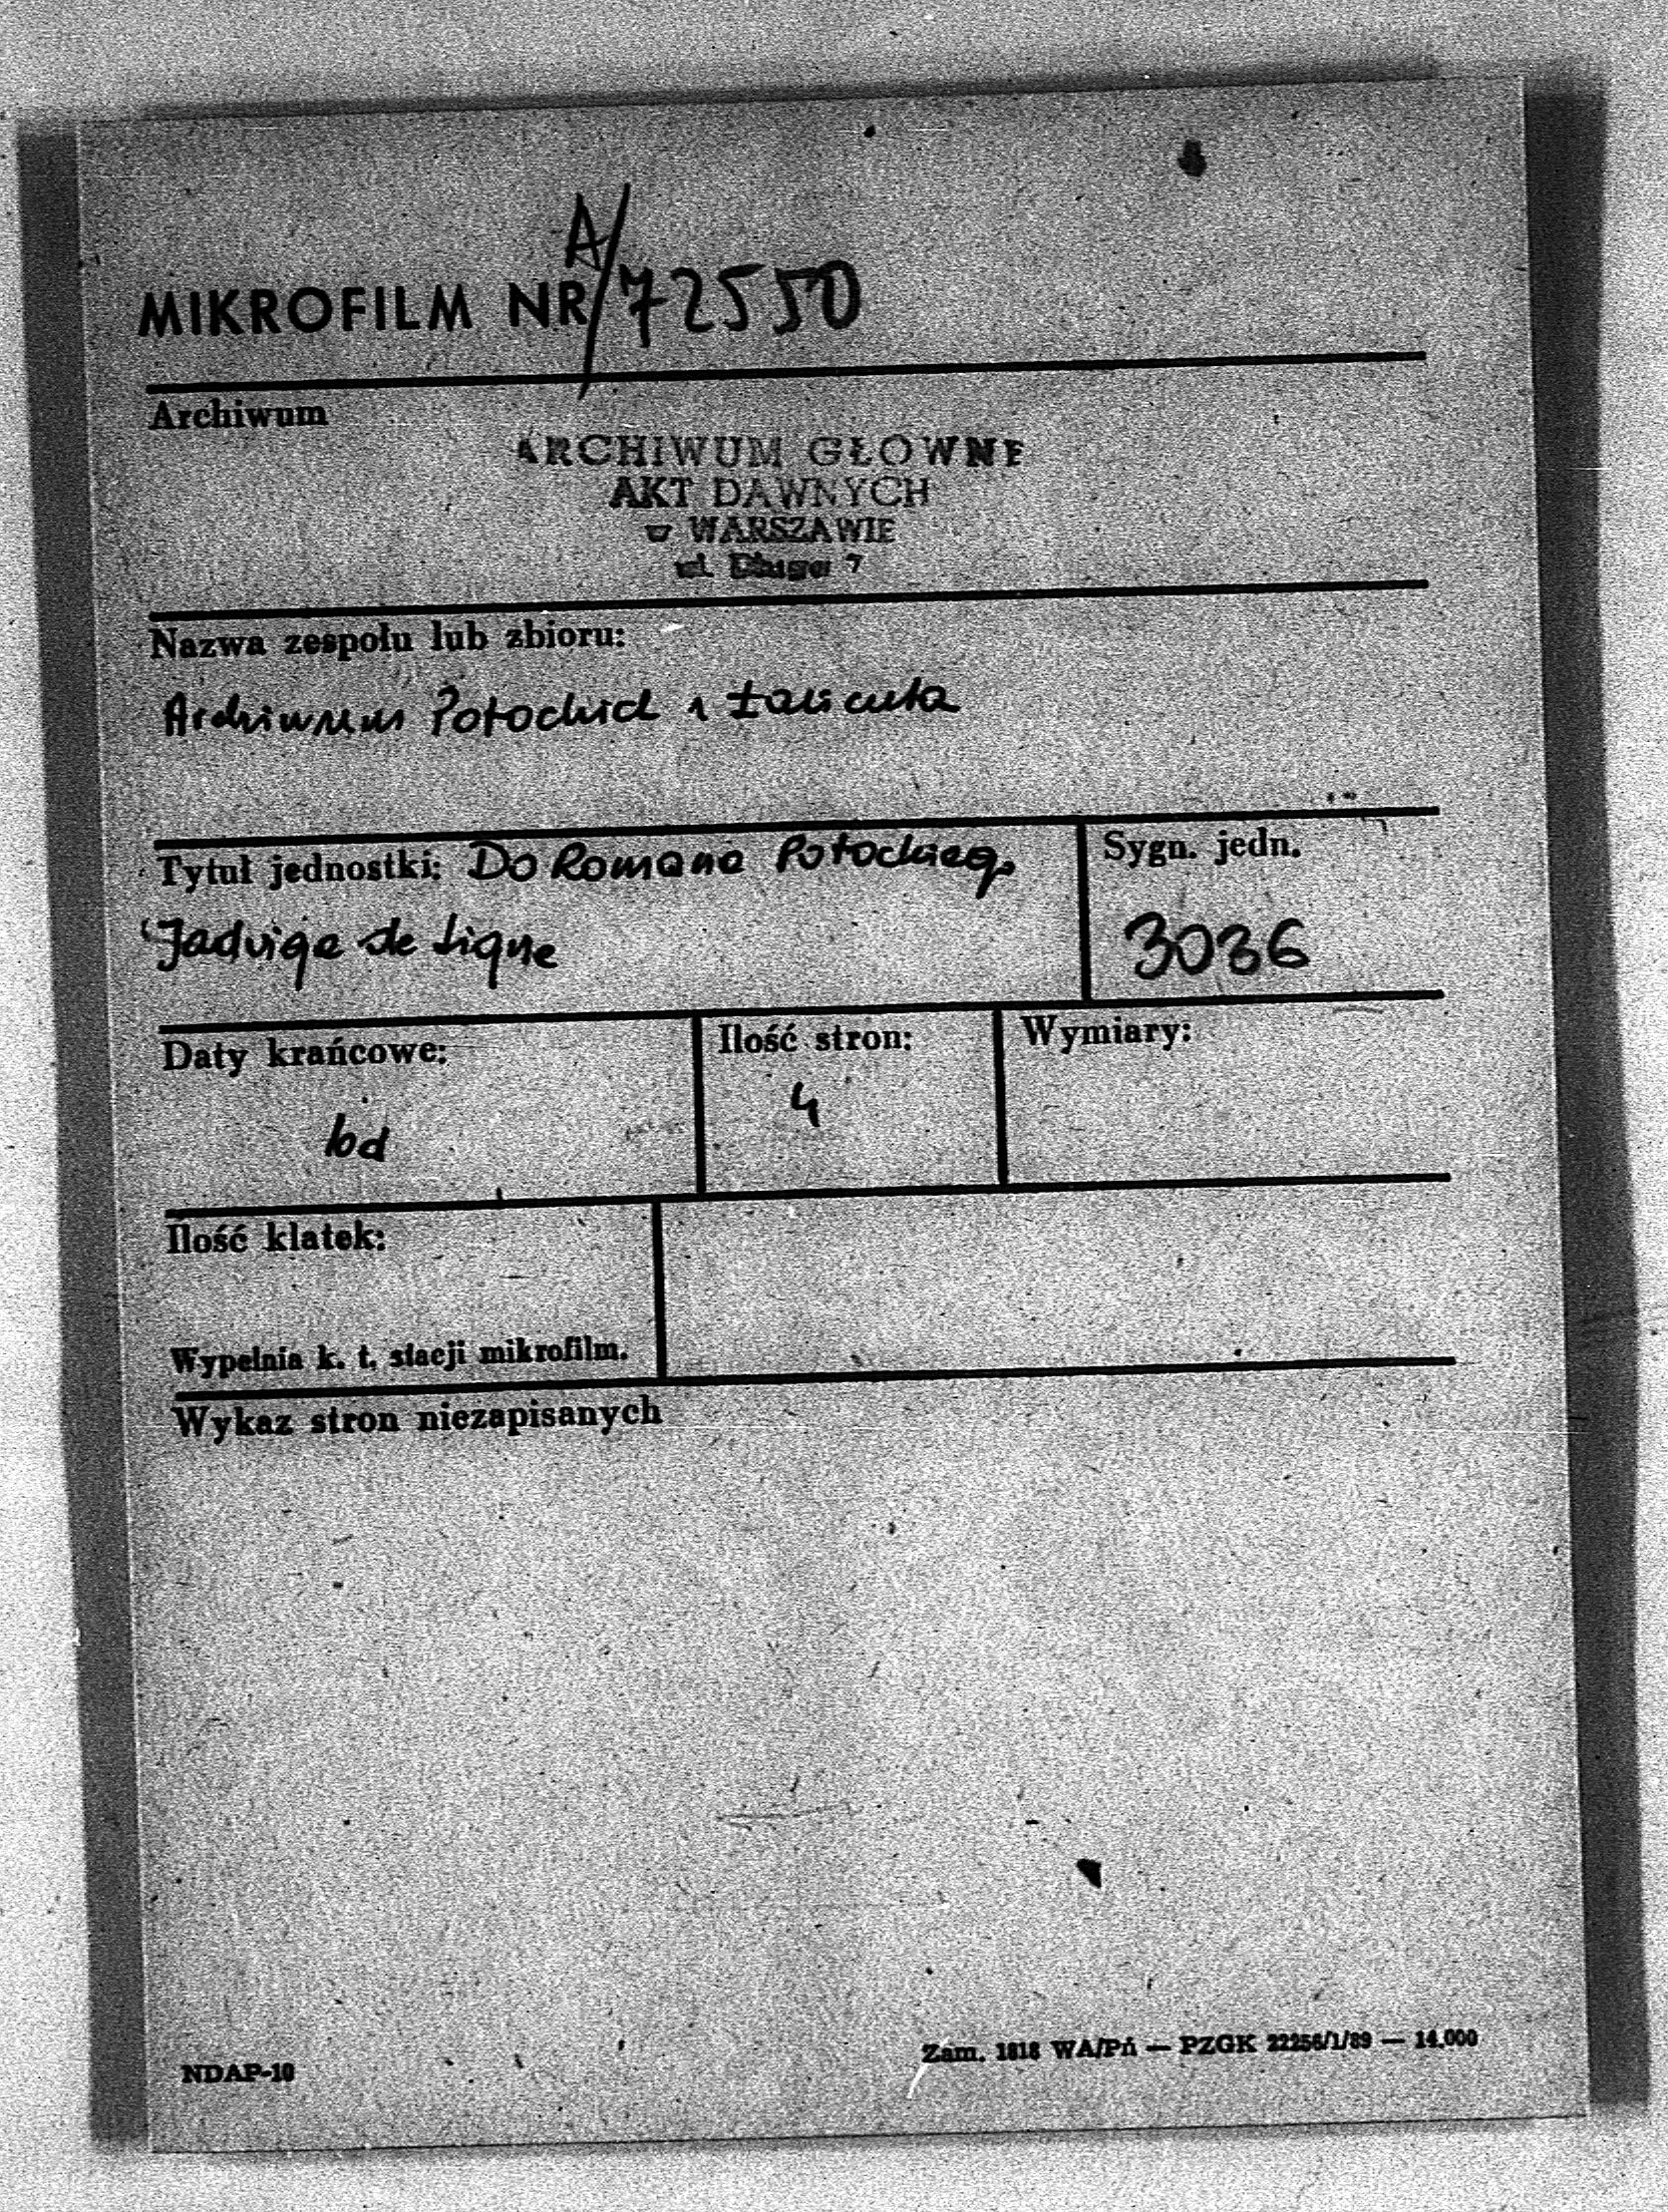 MIKROFILM NR A/72550
Archiwum
ARCHIWUM GŁOWNE
AKT DAWNYCH
w WARSZAWIE
ul. Długa 7
Nazwa zespołu lub zbioru:
Archiwum Potockich z Łańcuta
Tytuł jednostki: Do Romana Potockiego
Jadwiga de Ligne
Sygn. jedn.
3036
Daty krańcowe:
bd
Ilość stron:
4
Wymiary:
Ilość klatek:
Wypełnia k. t. stacji mikrofilm.
Wykaz stron niezapisanych
NDAP-10
Zam. 1818 WA/Pń — PZGK 22256/1/89 — 14.000